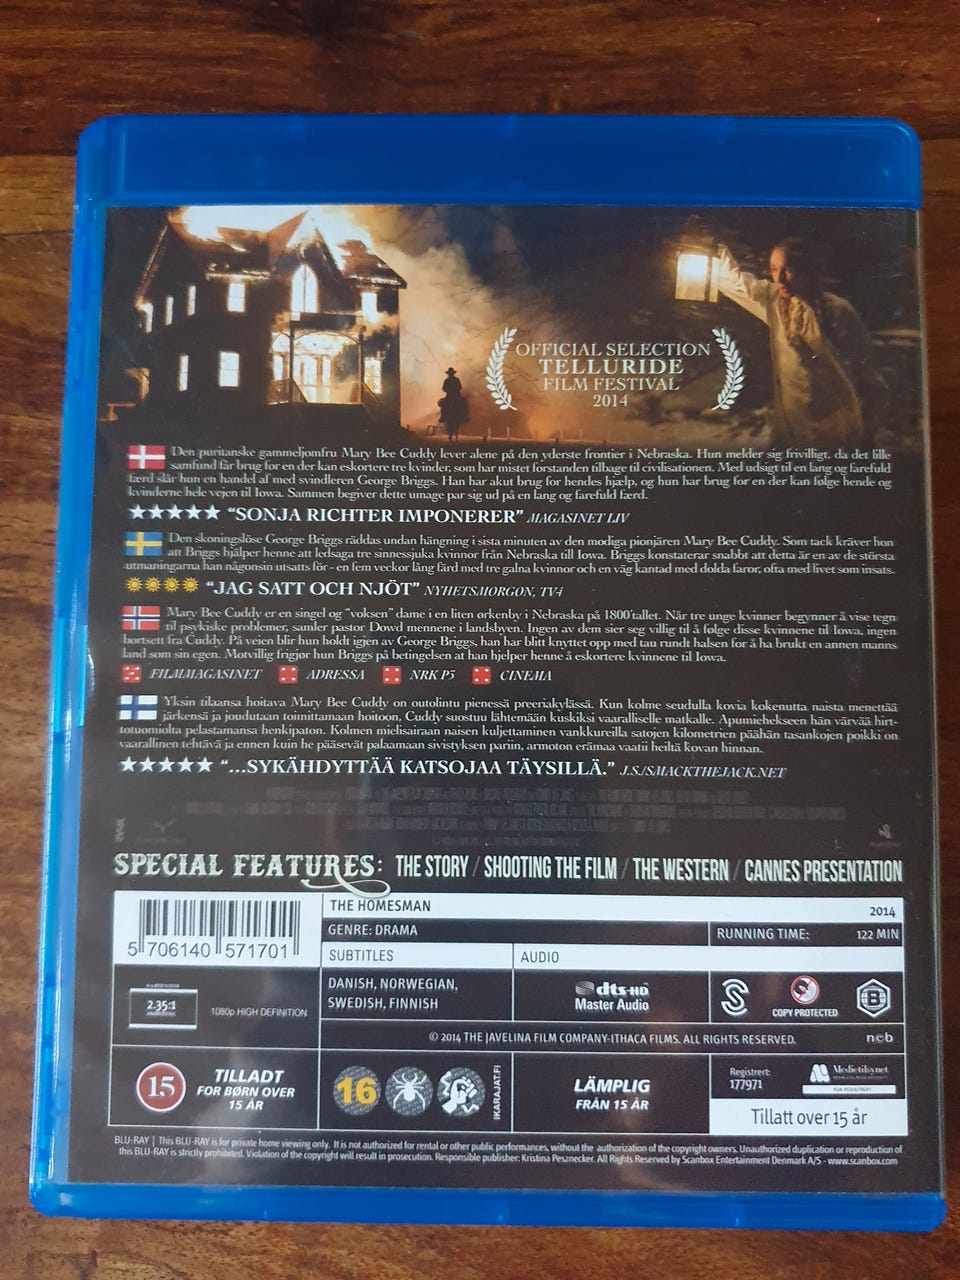 OFFICIAL SELECTION
TELLURIDE
FILM FESTIVAL
2014
Den puritanske gammeljomfru Mary Bee Cuddy lever alene på den yderste frontier i Nebraska. Hun melder sig frivilligt, da det lille
samfund får brug for en der kan eskortere tre kvinder, som har mistet forstanden tilbage til civilisationen. Med udsigt til en lang og farefuld
færd slår hun en handel af med svindleren George Briggs. Han har akut brug for hendes hjælp, og hun har brug for en der kan følge hende og
kvinderne hele vejen til Iowa. Sammen begiver dette umage par sig ud på en lang og farefuld færd.
★★★★★ “SONJA RICHTER IMPONERER” MAGASINET LIV
Den skoningslöse George Briggs räddas undan hängning i sista minuten av den modiga pionjären Mary Bee Cuddy. Som tack kräver hon
att Briggs hjälper henne att ledsaga tre sinnessjuka kvinnor från Nebraska till Iowa. Briggs konstaterar snabbt att detta är en av de största
utmaningarna han någonsin utsatts för - en fem veckor lång färd med tre galna kvinnor och en väg kantad med dolda faror, ofta med livet som insats.
“JAG SATT OCH NJÖT” NYHETSMORGON, TV4
Mary Bee Cuddy er en singel og “voksen” dame i en liten ørkenby i Nebraska på 1800 tallet. Når tre unge kvinner begynner å vise tegn
til psykiske problemer, samler pastor Dowd mennene i landsbyen. Ingen av dem sier seg villig til å følge disse kvinnene til Iowa, ingen
bortsett fra Cuddy. På veien blir hun holdt igjen av George Briggs, han har blitt knyttet opp med tau rundt halsen for å ha brukt en annen manns
land som sin egen. Motvillig frigjør hun Briggs på betingelsen at han hjelper henne å eskortere kvinnene til Iowa.
FILMMAGASINET ADRESSA NRK P3 CINEMA
Yksin tilaansa hoitava Mary Bee Cuddy on outolintu pienessä preeriakylässä. Kun kolme seudulla kovia kokenutta naista menettää
järkensä ja joudutaan toimittamaan hoitoon, Cuddy suostuu lähtemään kuskiksi vaaralliselle matkalle. Apumiehekseen hän värvää hirt-
totuomiolta pelastamansa henkipaton. Kolmen mielisairaan naisen kuljettaminen vankkureilla satojen kilometrien päähän tasankojen poikki on
vaarallinen tehtävä ja ennen kuin he pääsevät palaamaan sivistyksen pariin, armoton erämaa vaatii heiltä kovan hinnan.
★★★★★ “...SYKÄHDYTTÄÄ KATSOJAA TÄYSILLÄ.” J.S./SMACKTHEJACK.NET
SPECIAL FEATURES: THE STORY / SHOOTING THE FILM / THE WESTERN / CANNES PRESENTATION
5 706140 571701
THE HOMESMAN 2014
GENRE: DRAMA RUNNING TIME: 122 MIN
SUBTITLES AUDIO
DANISH, NORWEGIAN,
SWEDISH, FINNISH
2.35:1
1080p HIGH DEFINITION
dts-HD
Master Audio
S
COPY PROTECTED
B
© 2014 THE JAVELINA FILM COMPANY-ITHACA FILMS. ALL RIGHTS RESERVED. ncb
15 TILLADT
FOR BØRN OVER
15 ÅR
16
IKARAJAT.FI
LÄMPLIG
FRÅN 15 ÅR
Registrert:
177971
Medietilsynet
Tillatt over 15 år
BLU-RAY | This BLU-RAY is for private home viewing only. It is not authorized for rental or other public performances, without the authorization of the copyright owners. Unauthorized duplication or reproduction of
this BLU-RAY is strictly prohibited. Violation of the copyright will result in prosecution. Responsible publisher: Kristina Pesznecker. All Rights Reserved by Scanbox Entertainment Denmark A/S - www.scanbox.com